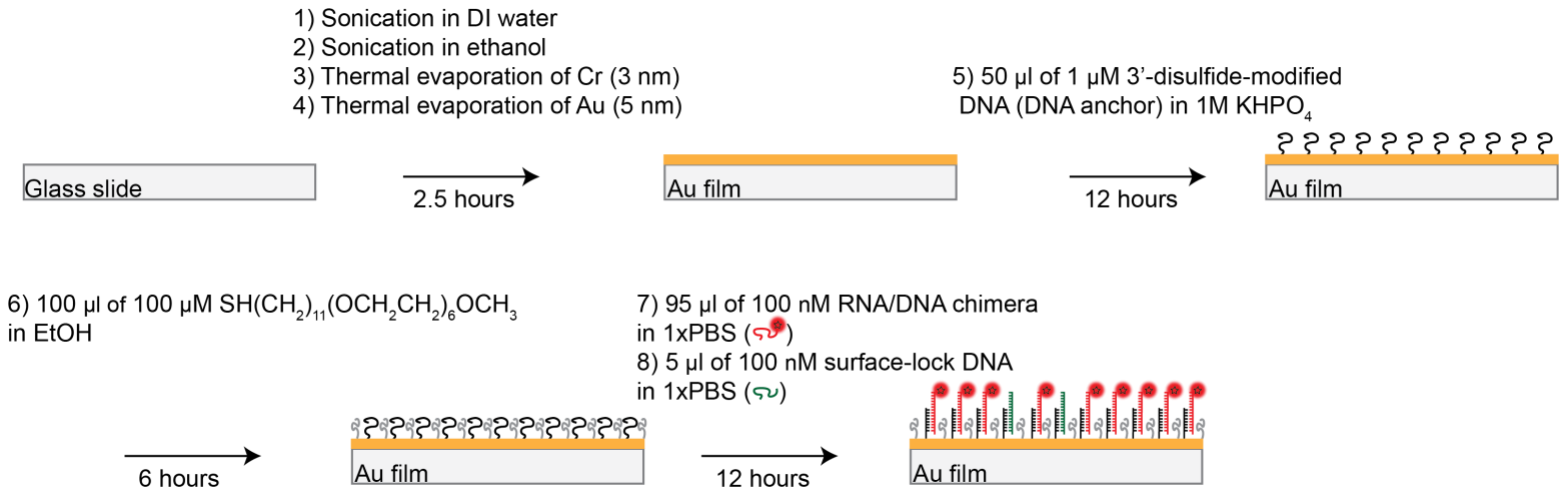 1) Sonication in DI water
2) Sonication in ethanol
3) Thermal evaporation of Cr (3 nm)
4) Thermal evaporation of Au (5 nm)
5) 50 µl of 1 µM 3’-disulfide-modified
DNA (DNA anchor) in 1M KHPO₄
Glass slide
2.5 hours
Au film
12 hours
Au film
6) 100 µl of 100 µM SH(CH₂)₁₁(OCH₂CH₂)₆OCH₃
in EtOH
7) 95 µl of 100 nM RNA/DNA chimera
in 1xPBS ( )
8) 5 µl of 100 nM surface-lock DNA
in 1xPBS ( )
6 hours
Au film
12 hours
Au film